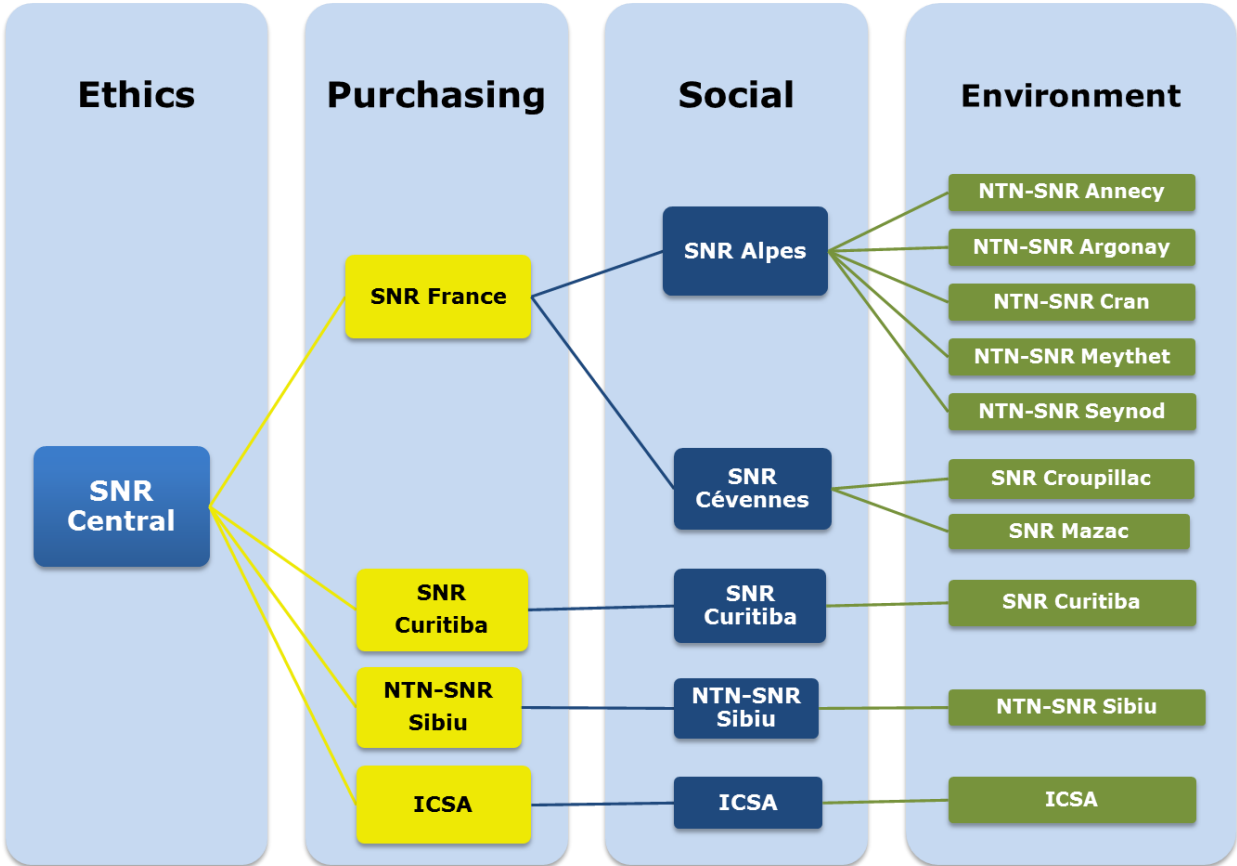 Ethics
Purchasing
Social
Environment
SNR
Central
SNR France
SNR
Curitiba
NTN-SNR
Sibiu
ICSA
SNR Alpes
SNR
Cévennes
SNR
Curitiba
NTN-SNR
Sibiu
ICSA
NTN-SNR Annecy
NTN-SNR Argonay
NTN-SNR Cran
NTN-SNR Meythet
NTN-SNR Seynod
SNR Croupillac
SNR Mazac
SNR Curitiba
NTN-SNR Sibiu
ICSA